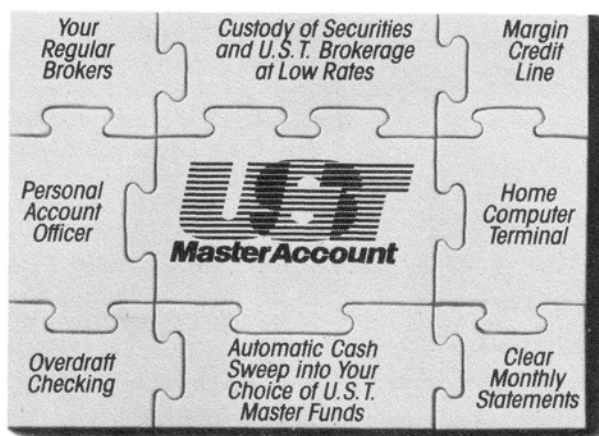 Your
Regular
Brokers
Custody of Securities
and U.S.T. Brokerage
at Low Rates
Margin
Credit
Line
Personal
Account
Officer
UST
MasterAccount
Home
Computer
Terminal
Overdraft
Checking
Automatic Cash
Sweep into Your
Choice of U.S.T.
Master Funds
Clear
Monthly
Statements